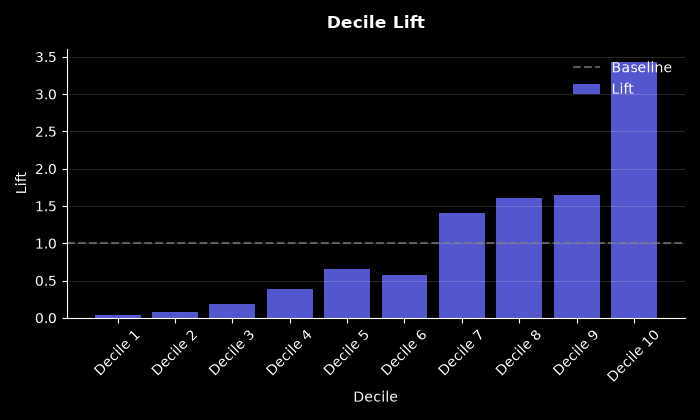 Decile Lift
Lift
3.5
3.0
2.5
2.0
1.5
1.0
0.5
0.0
Baseline
Lift
Decile 1
Decile 2
Decile 3
Decile 4
Decile 5
Decile 6
Decile 7
Decile 8
Decile 9
Decile 10
Decile